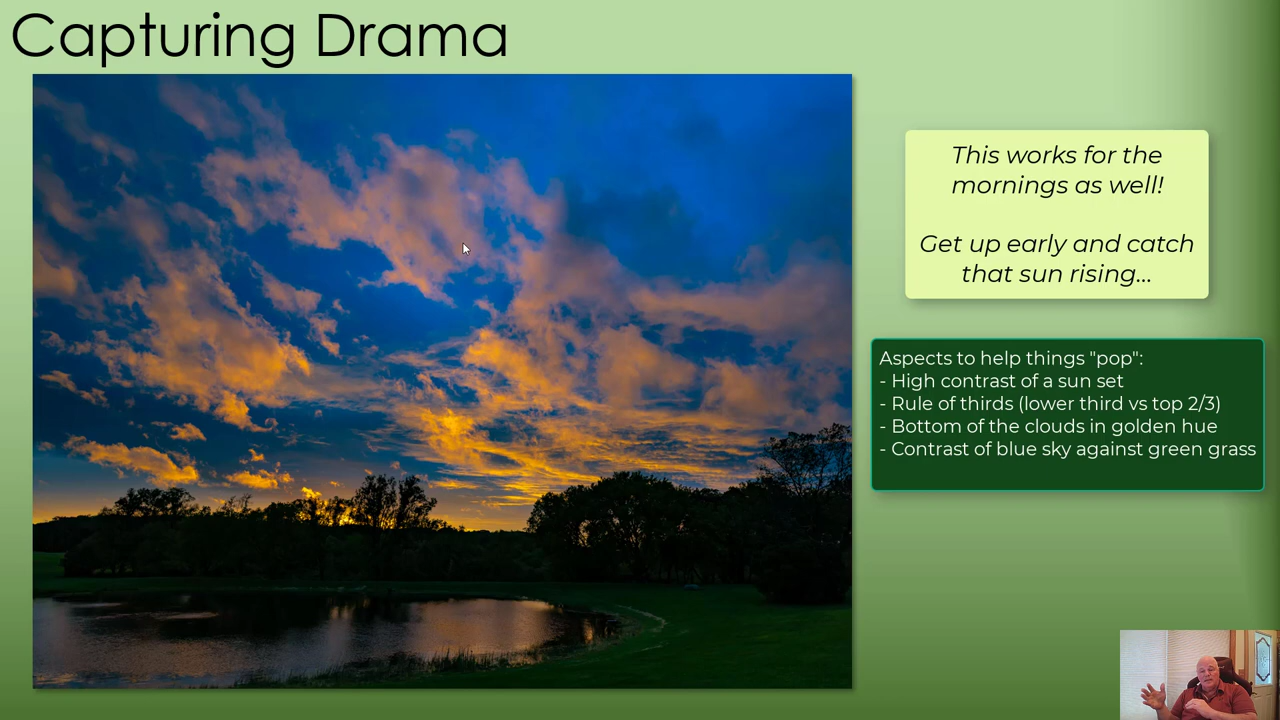 Capturing Drama
This works for the
mornings as well!
Get up early and catch
that sun rising...
Aspects to help things "pop":
- High contrast of a sun set
- Rule of thirds (lower third vs top 2/3)
- Bottom of the clouds in golden hue
- Contrast of blue sky against green grass